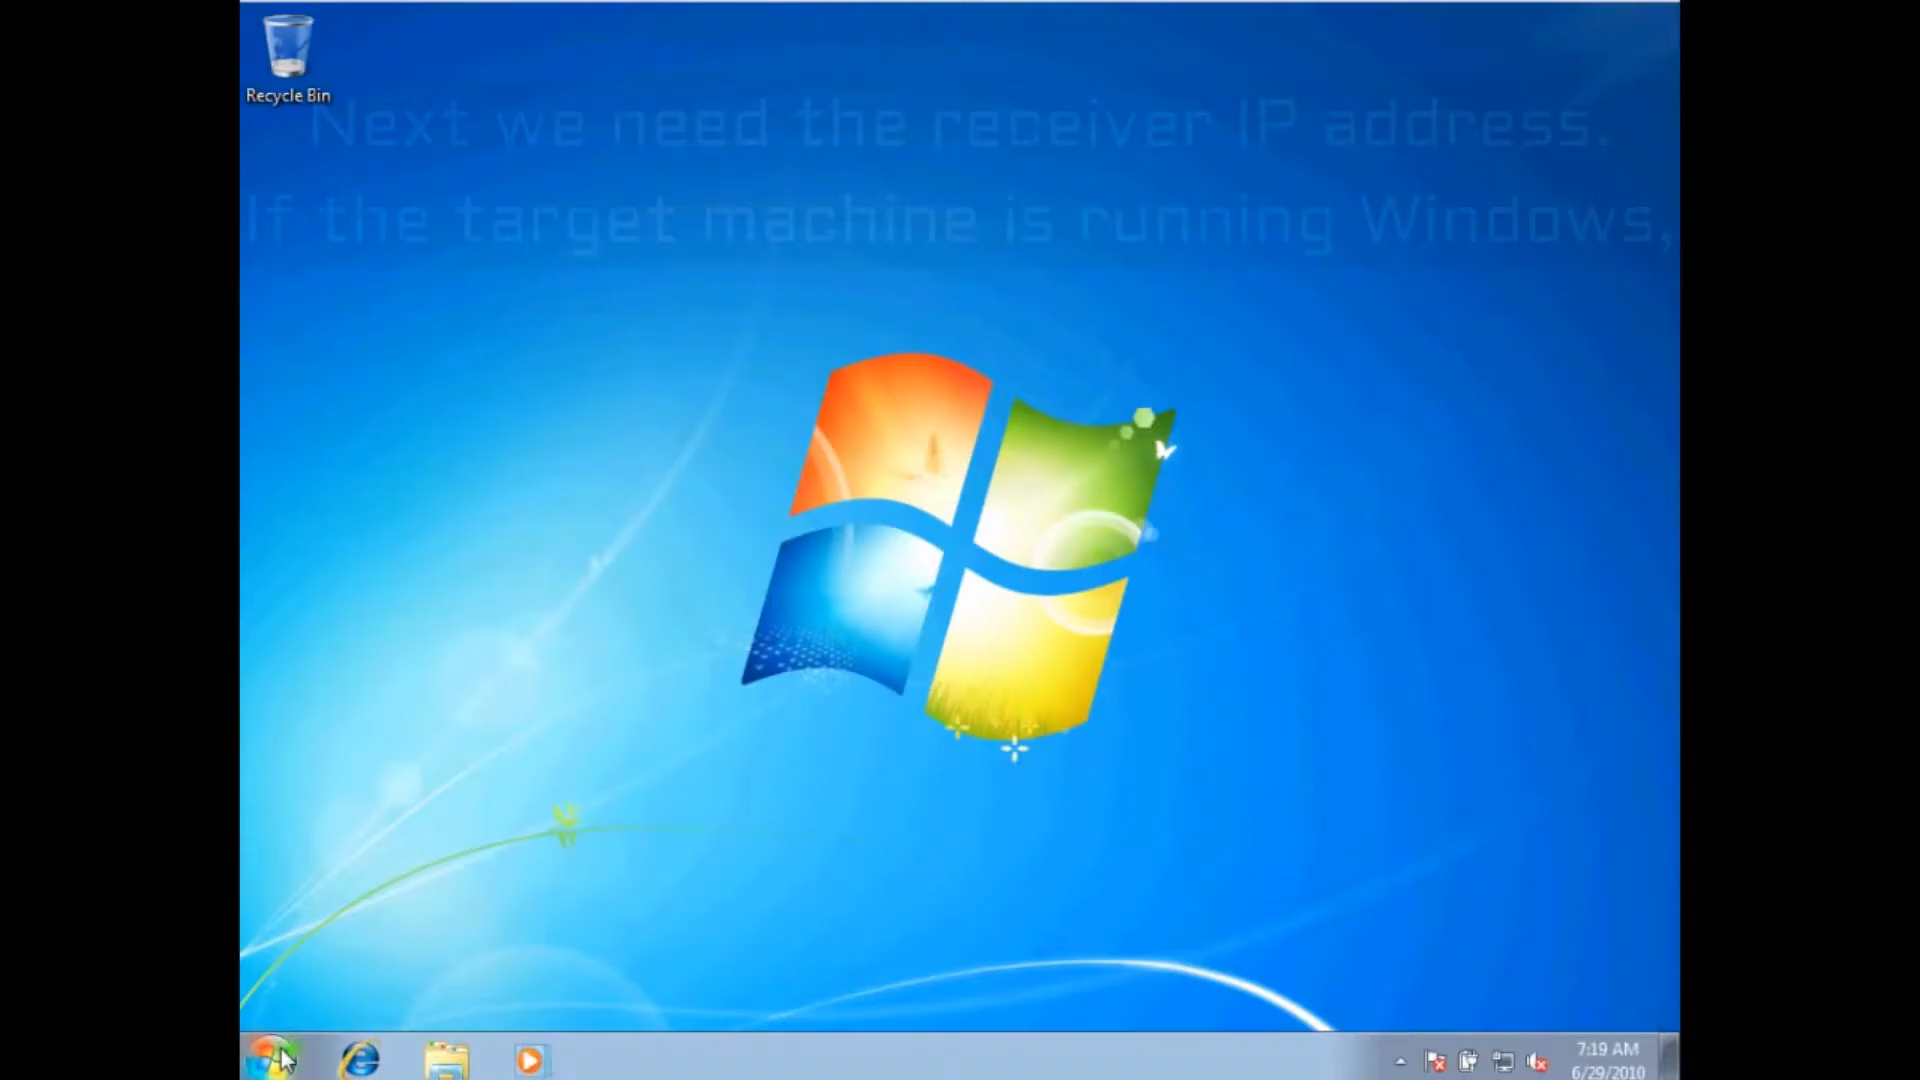 Recycle Bin
Next we need the receiver IP address.
If the target machine is running Windows,
7:19 AM
6/29/2010